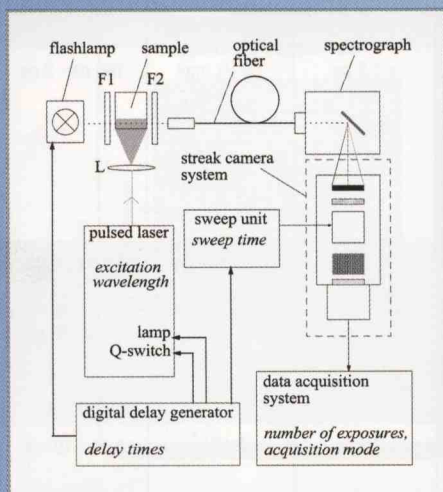 flashlamp
F1
sample
F2
optical
fiber
spectrograph
L
streak camera
system
pulsed laser
excitation
wavelength
sweep unit
sweep time
lamp
Q-switch
digital delay generator
delay times
data acquisition
system
number of exposures,
acquisition mode